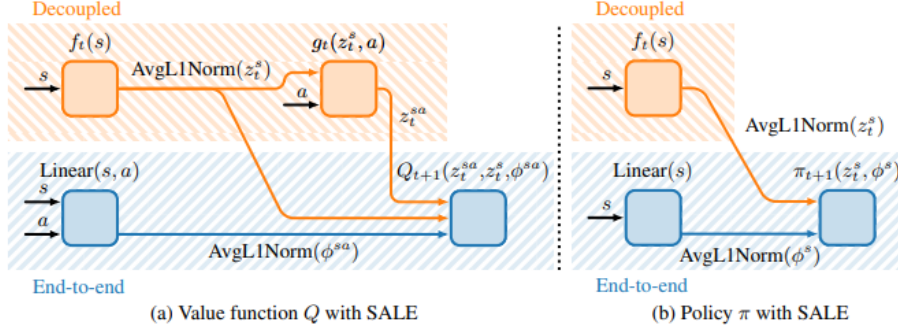 Decoupled
f_t(s)
g_t(z_t^s, a)
AvgL1Norm(z_t^s)
s
a
z_t^{sa}
Linear(s, a)
Q_{t+1}(z_t^{sa}, z_t^s, ϕ^{sa})
s
a
AvgL1Norm(ϕ^{sa})
End-to-end
(a) Value function Q with SALE
Decoupled
f_t(s)
s
AvgL1Norm(z_t^s)
Linear(s)
π_{t+1}(z_t^s, ϕ^s)
s
AvgL1Norm(ϕ^s)
End-to-end
(b) Policy π with SALE